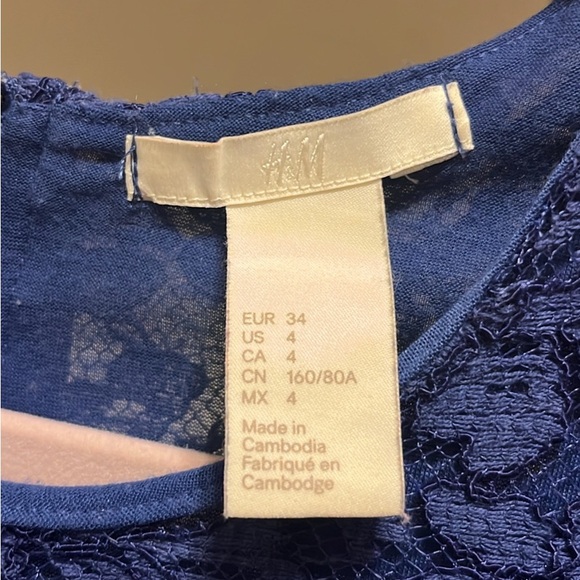 H&M
EUR 34
US 4
CA 4
CN 160/80A
MX 4
Made in
Cambodia
Fabriqué en
Cambodge